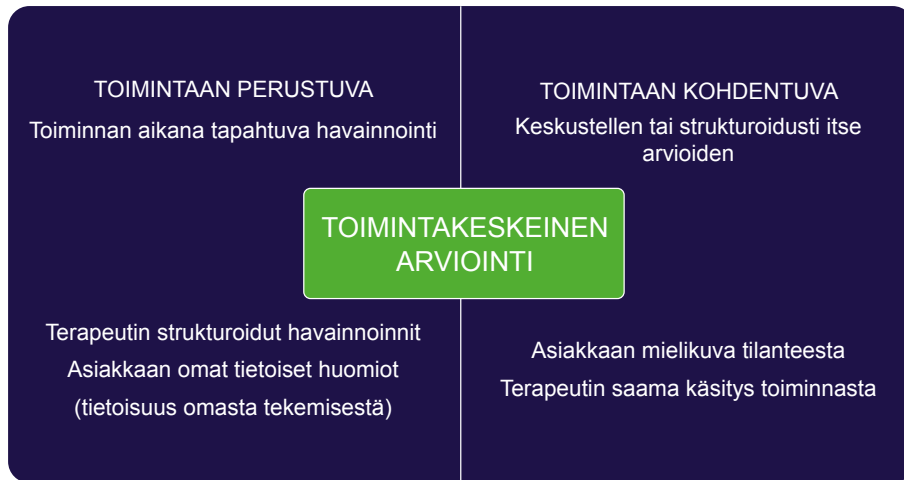 TOIMINTAAN PERUSTUVA
Toiminnan aikana tapahtuva havainnointi
TOIMINTAAN KOHDENTUVA
Keskustellen tai strukturoidusti itse
arvioiden
TOIMINTAKESKEINEN
ARVIOINTI
Terapeutin strukturoidut havainnoinnit
Asiakkaan omat tietoiset huomiot
(tietoisuus omasta tekemisestä)
Asiakkaan mielikuva tilanteesta
Terapeutin saama käsitys toiminnasta